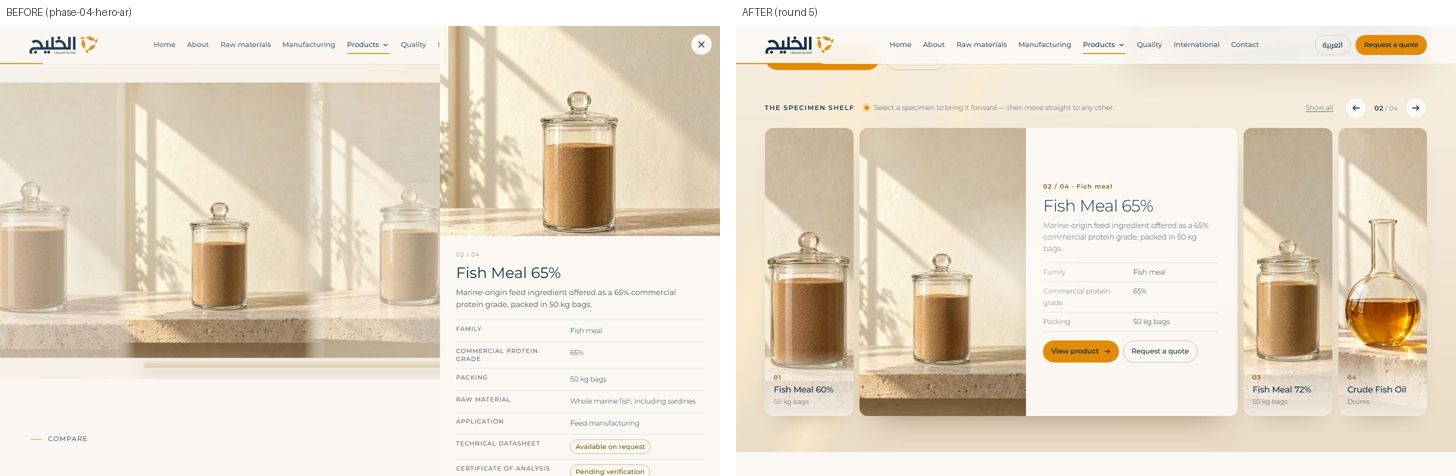 BEFORE (phase-04-hero-ar)
الخليج
Home About Raw materials Manufacturing Products Quality
COMPARE
02 / 04
Fish Meal 65%
Marine-origin feed ingredient offered as a 65% commercial
protein grade, packed in 50 kg bags.
FAMILY Fish meal
COMMERCIAL PROTEIN
GRADE 65%
PACKING 50 kg bags
RAW MATERIAL Whole marine fish, including sardines
APPLICATION Feed manufacturing
TECHNICAL DATASHEET Available on request
CERTIFICATE OF ANALYSIS Pending verification
AFTER (round 5)
الخليج
Home About Raw materials Manufacturing Products Quality International Contact
العربية
Request a quote
THE SPECIMEN SHELF Select a specimen to bring it forward — then move straight to any other.
Show all
02 / 04
01
Fish Meal 60%
50 kg bags
02 / 04 · Fish meal
Fish Meal 65%
Marine-origin feed ingredient offered as a 65%
commercial protein grade, packed in 50 kg
bags.
Family Fish meal
Commercial protein
grade 65%
Packing 50 kg bags
View product → Request a quote
03
Fish Meal 72%
50 kg bags
04
Crude Fish Oil
Drums